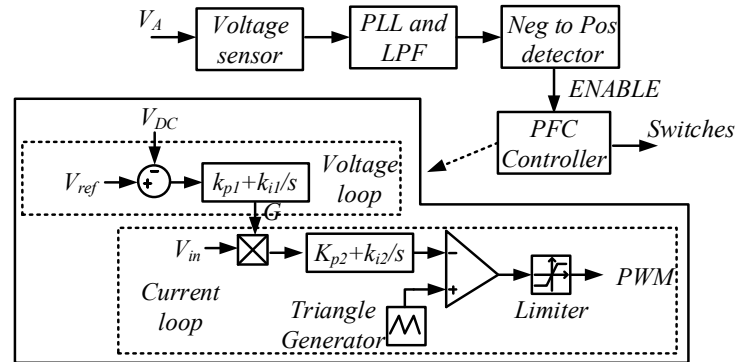 V_A
Voltage
sensor
PLL and
LPF
Neg to Pos
detector
ENABLE
PFC
Controller
Switches
V_DC
V_ref
+
-
k_p1+k_i1/s
Voltage
loop
G
V_in
K_p2+k_i2/s
-
+
Current
loop
Triangle
Generator
Limiter
PWM